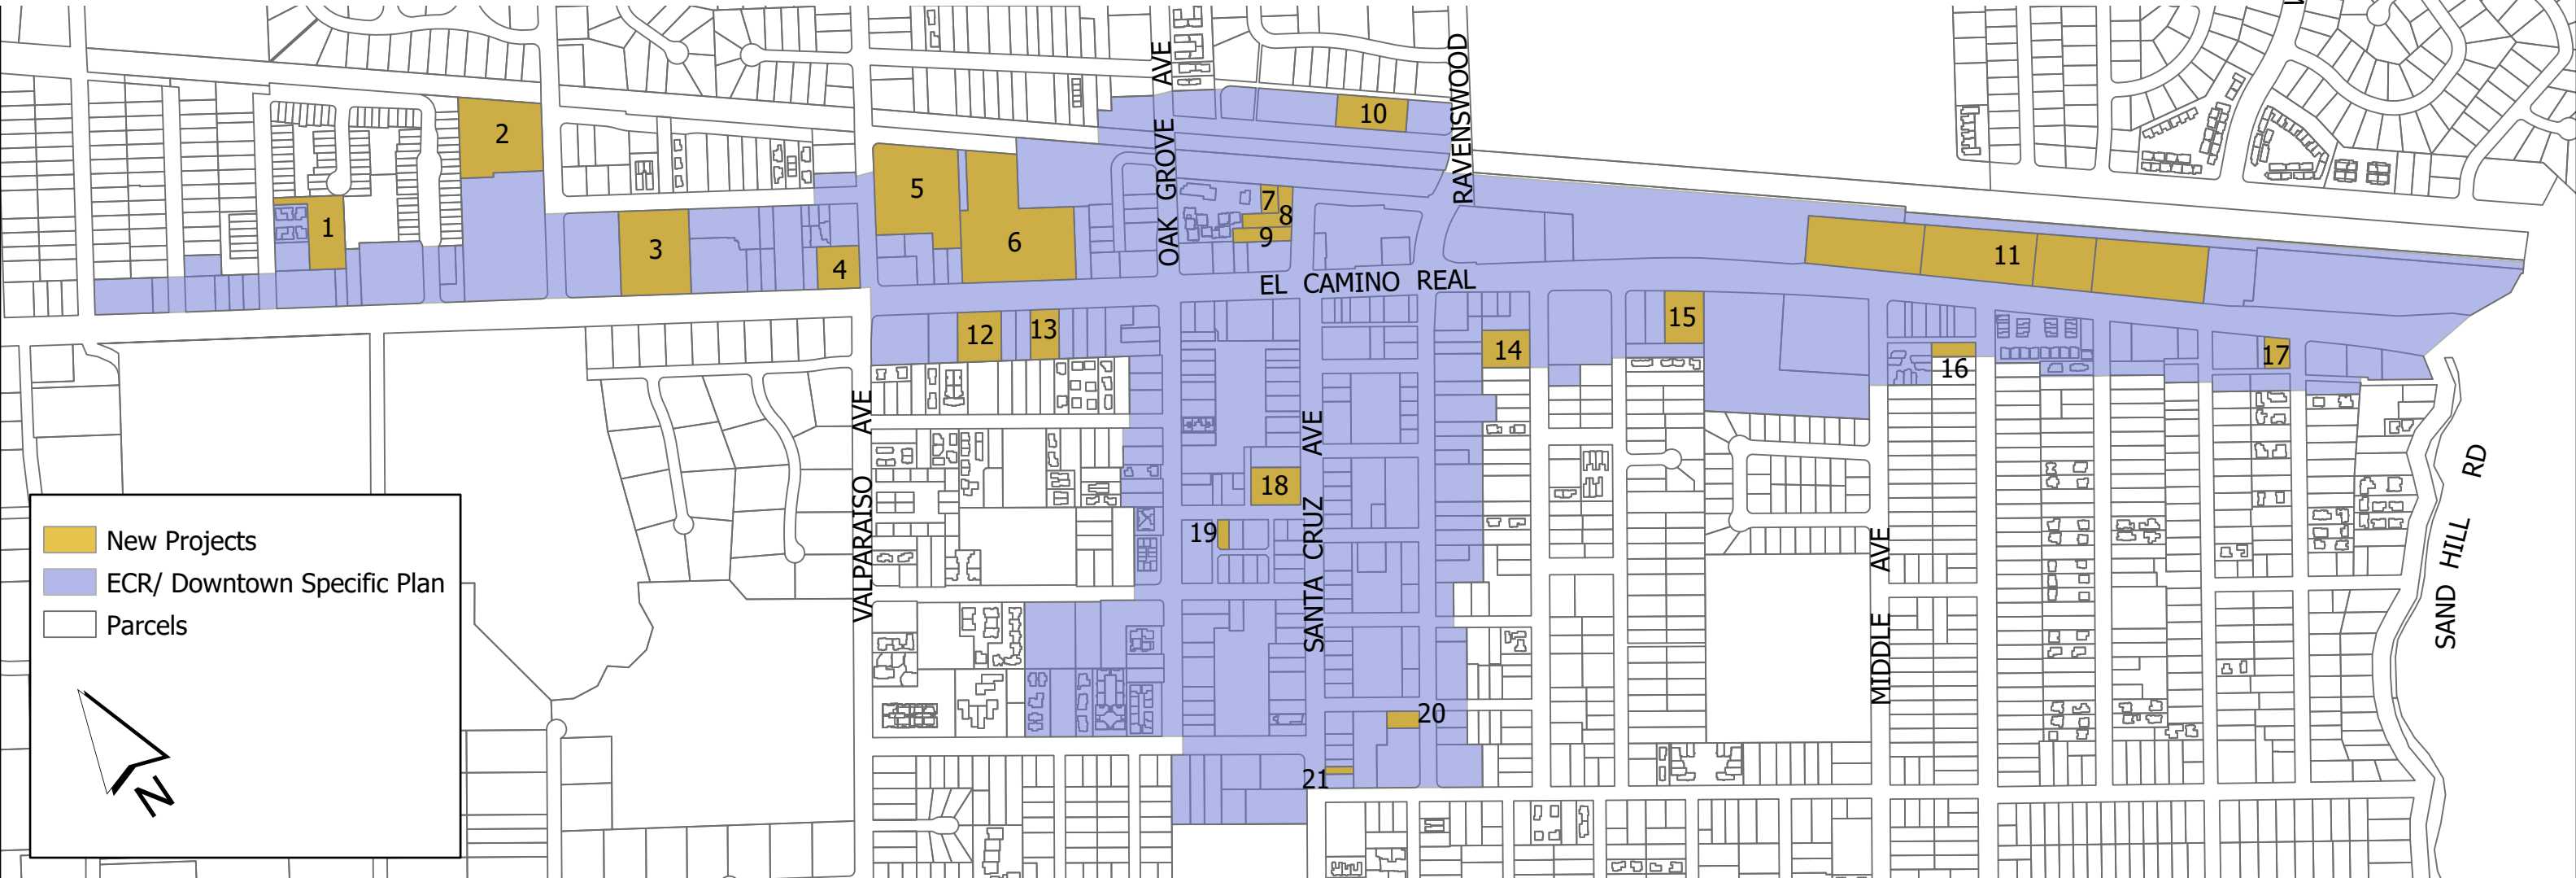 OAK GROVE AVE
RAVENSWOOD
2
10
5
7
8
1
3
6
9
4
11
EL CAMINO REAL
12
13
15
14
17
16
VALPARAISO AVE
SANTA CRUZ AVE
MIDDLE AVE
SAND HILL RD
18
19
20
21
New Projects
ECR/ Downtown Specific Plan
Parcels
N